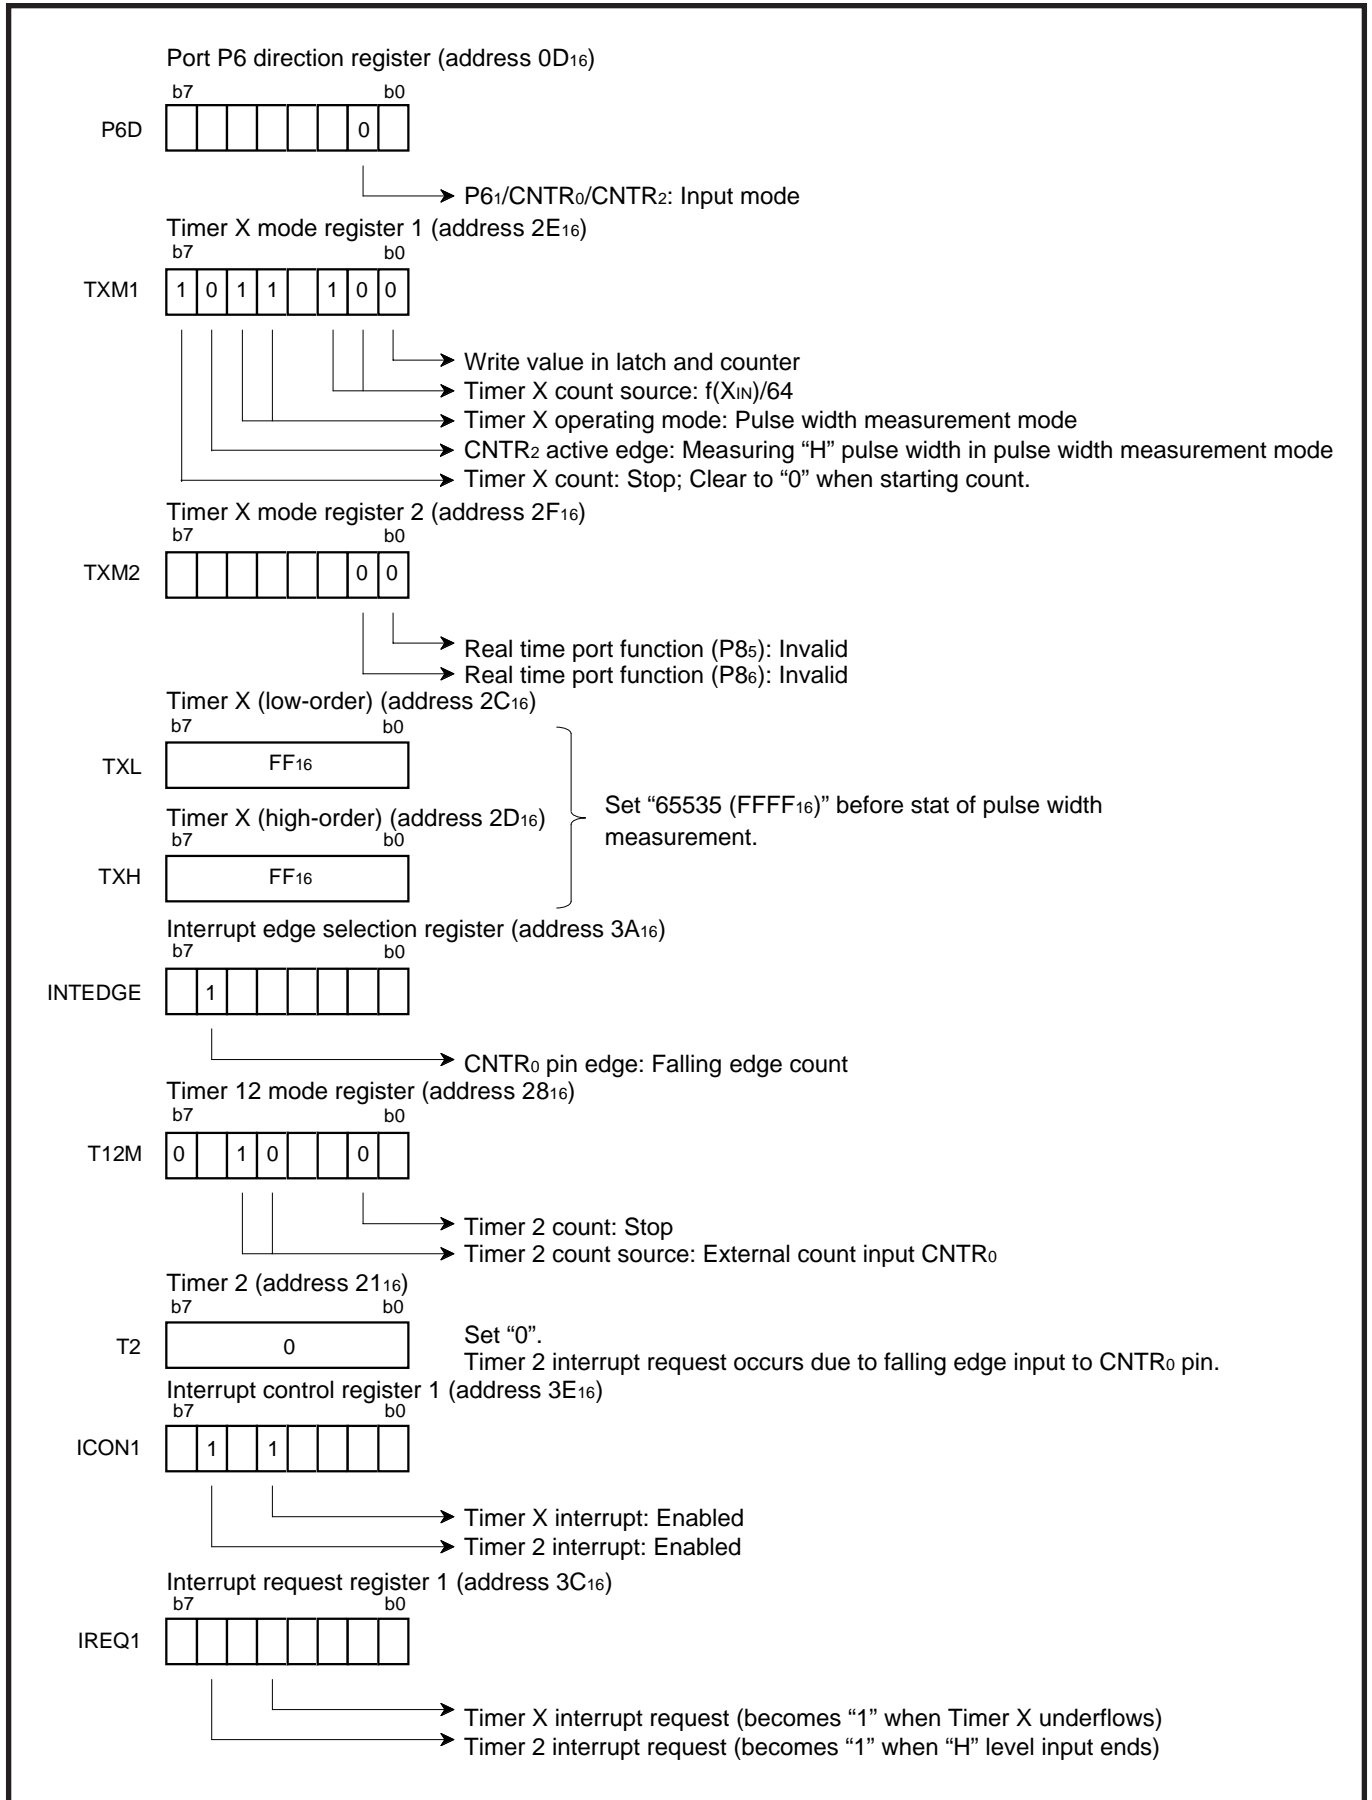 Port P6 direction register (address 0D16)
b7 b0
P6D 0
P61/CNTR0/CNTR2: Input mode
Timer X mode register 1 (address 2E16)
b7 b0
TXM1 1 0 1 1 1 0 0
Write value in latch and counter
Timer X count source: f(XIN)/64
Timer X operating mode: Pulse width measurement mode
CNTR2 active edge: Measuring “H” pulse width in pulse width measurement mode
Timer X count: Stop; Clear to “0” when starting count.
Timer X mode register 2 (address 2F16)
b7 b0
TXM2 0 0
Real time port function (P85): Invalid
Real time port function (P86): Invalid
Timer X (low-order) (address 2C16)
b7 b0
TXL FF16
Timer X (high-order) (address 2D16)
b7 b0
TXH FF16
Set “65535 (FFFF16)” before stat of pulse width
measurement.
Interrupt edge selection register (address 3A16)
b7 b0
INTEDGE 1
CNTR0 pin edge: Falling edge count
Timer 12 mode register (address 2816)
b7 b0
T12M 0 1 0 0
Timer 2 count: Stop
Timer 2 count source: External count input CNTR0
Timer 2 (address 2116)
b7 b0
T2 0
Set “0”.
Timer 2 interrupt request occurs due to falling edge input to CNTR0 pin.
Interrupt control register 1 (address 3E16)
b7 b0
ICON1 1 1
Timer X interrupt: Enabled
Timer 2 interrupt: Enabled
Interrupt request register 1 (address 3C16)
b7 b0
IREQ1
Timer X interrupt request (becomes “1” when Timer X underflows)
Timer 2 interrupt request (becomes “1” when “H” level input ends)